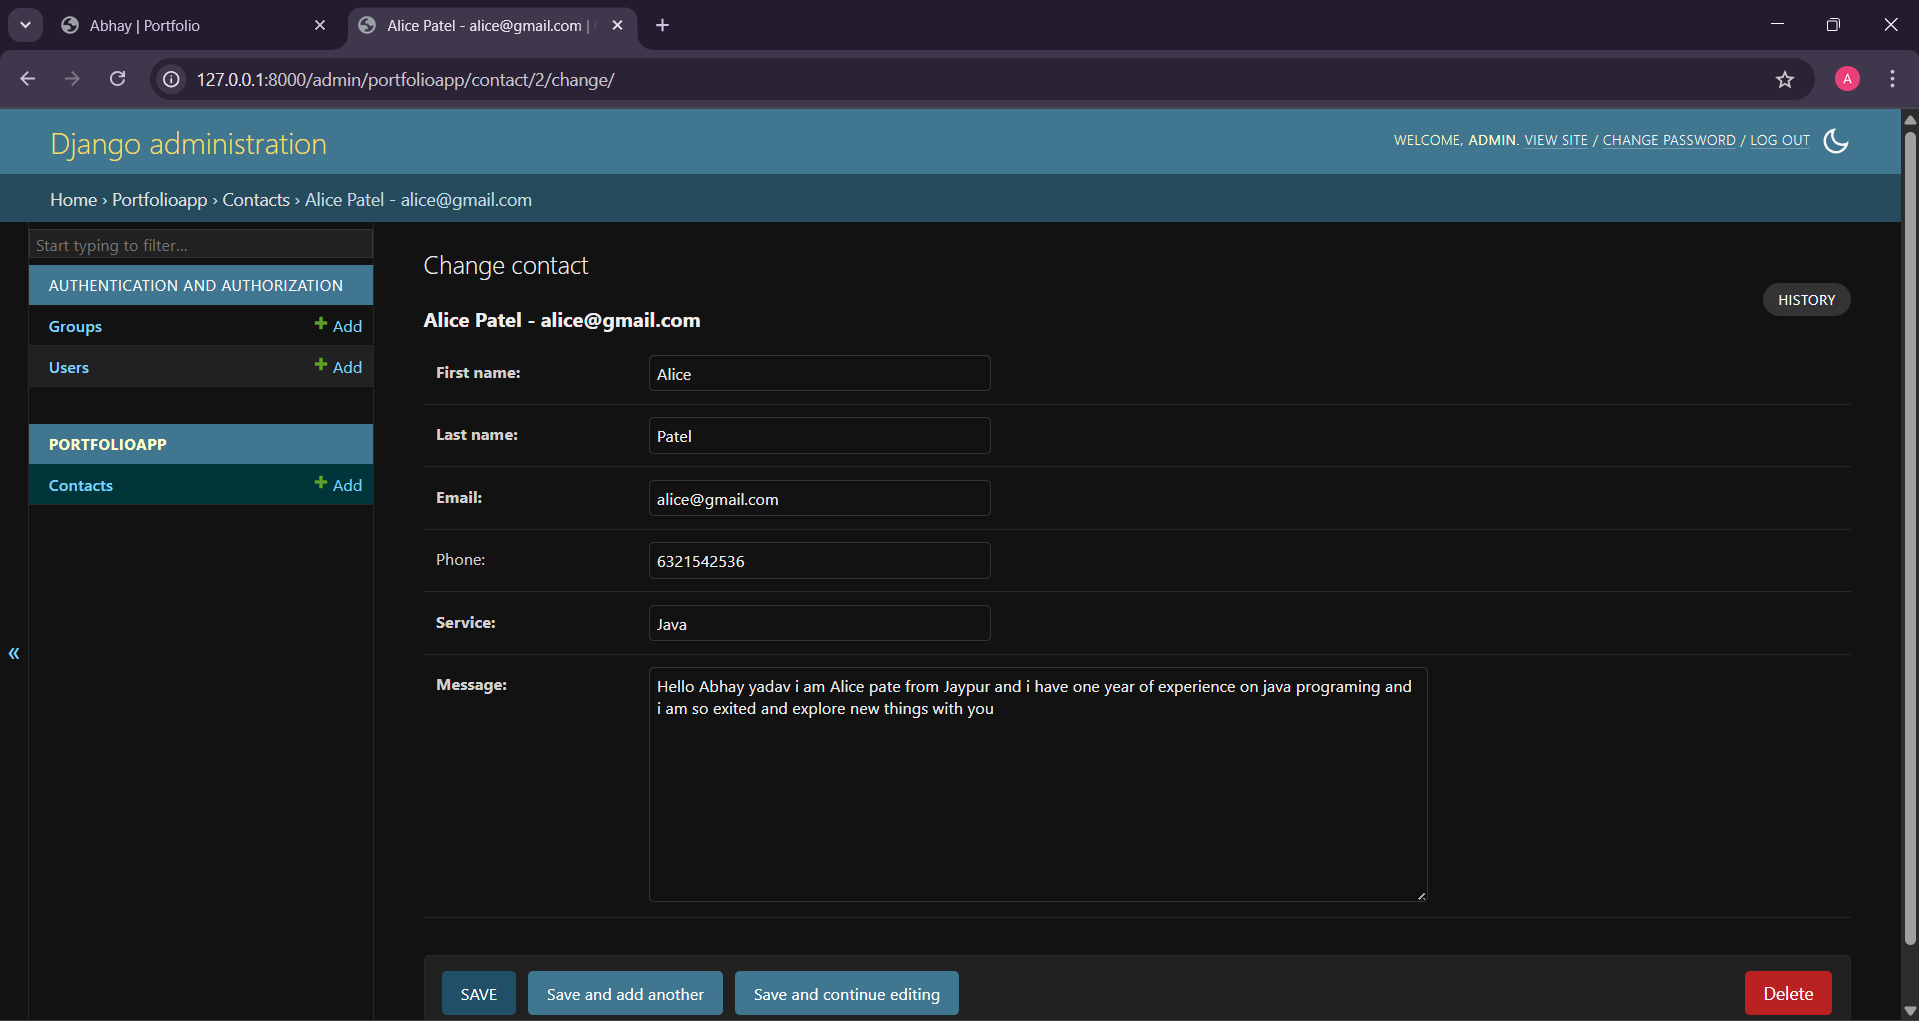 Abhay | Portfolio
Alice Patel - alice@gmail.com |
127.0.0.1:8000/admin/portfolioapp/contact/2/change/
A
Django administration
WELCOME, ADMIN. VIEW SITE / CHANGE PASSWORD / LOG OUT
Home › Portfolioapp › Contacts › Alice Patel - alice@gmail.com
Start typing to filter...
AUTHENTICATION AND AUTHORIZATION
Groups + Add
Users + Add
PORTFOLIOAPP
Contacts + Add
«
Change contact
HISTORY
Alice Patel - alice@gmail.com
First name: Alice
Last name: Patel
Email: alice@gmail.com
Phone: 6321542536
Service: Java
Message: Hello Abhay yadav i am Alice pate from Jaypur and i have one year of experience on java programing and
i am so exited and explore new things with you
SAVE Save and add another Save and continue editing Delete